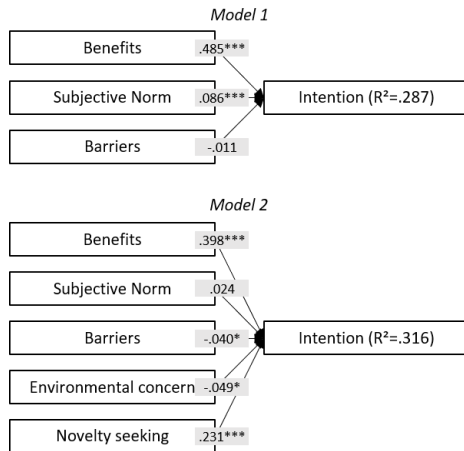 Model 1
Benefits .485***
Subjective Norm .086*** Intention (R²=.287)
Barriers -.011
Model 2
Benefits .398***
Subjective Norm .024
Barriers -.040* Intention (R²=.316)
Environmental concern -.049*
Novelty seeking .231***